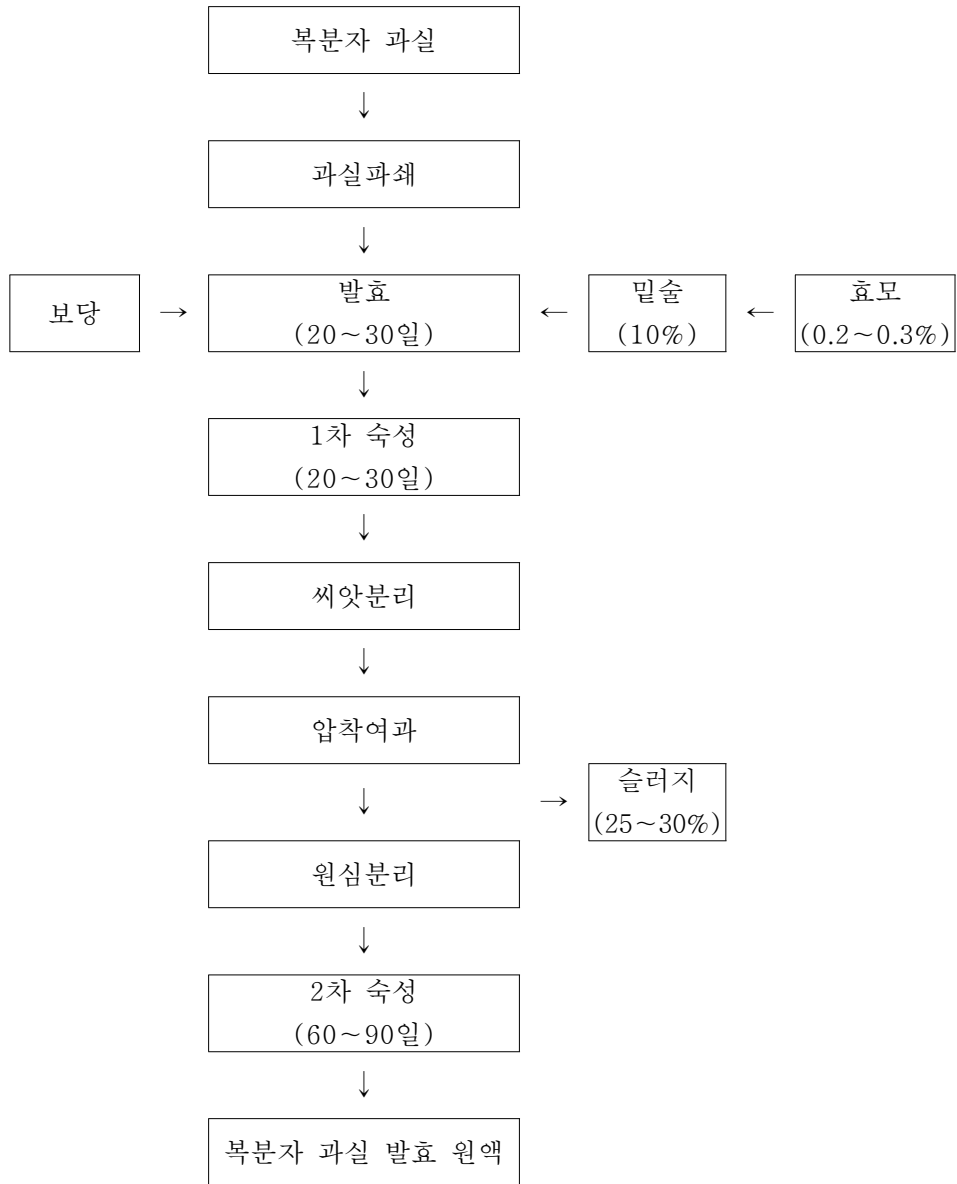 복분자 과실
↓
과실파쇄
↓
보당 → 발효 ← 밑술 ← 효모
(20~30일) (10%) (0.2~0.3%)
↓
1차 숙성
(20~30일)
↓
씨앗분리
↓
압착여과
↓ → 슬러지
(25~30%)
원심분리
↓
2차 숙성
(60~90일)
↓
복분자 과실 발효 원액